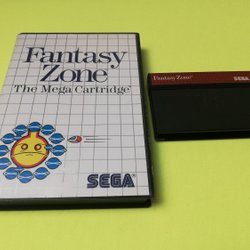 Fantasy
Zone
The Mega Cartridge
SEGA
Fantasy Zone
SEGA